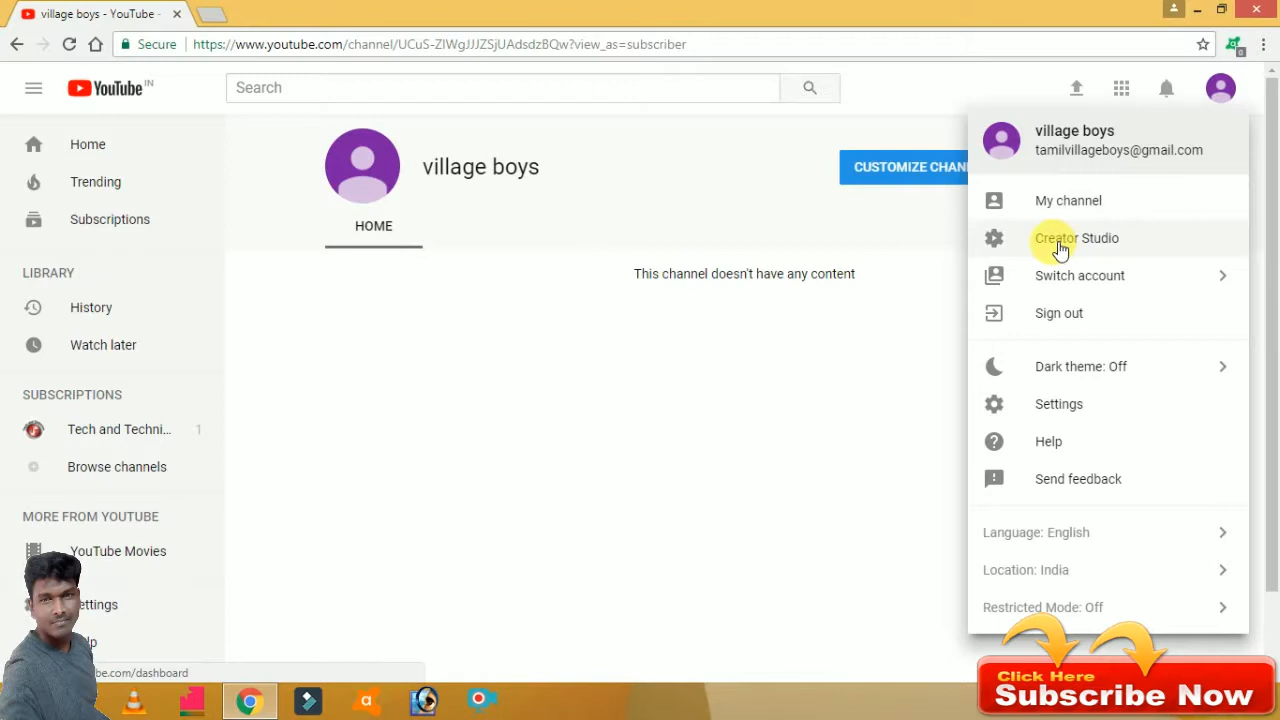 village boys - YouTube -
Secure
https://www.youtube.com/channel/UCuS-ZIWgJJJZSjUAdsdzBQw?view_as=subscriber
YouTube IN
Search
village boys
tamilvillageboys@gmail.com
Home
Trending
Subscriptions
LIBRARY
History
Watch later
SUBSCRIPTIONS
Tech and Techni...
1
Browse channels
MORE FROM YOUTUBE
YouTube Movies
ettings
lp
be.com/dashboard
village boys
CUSTOMIZE CHAN
HOME
This channel doesn't have any content
My channel
Creator Studio
Switch account
Sign out
Dark theme: Off
Settings
Help
Send feedback
Language: English
Location: India
Restricted Mode: Off
Click Here
Subscribe Now